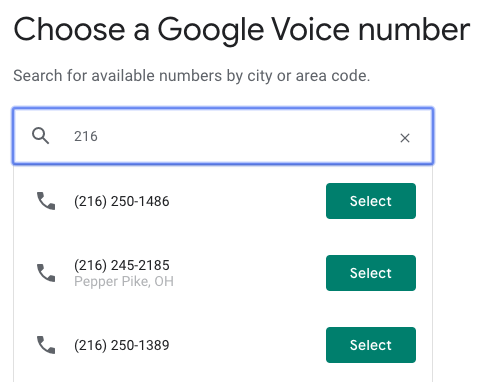 Choose a Google Voice number
Search for available numbers by city or area code.
216
(216) 250-1486
Select
(216) 245-2185
Pepper Pike, OH
Select
(216) 250-1389
Select